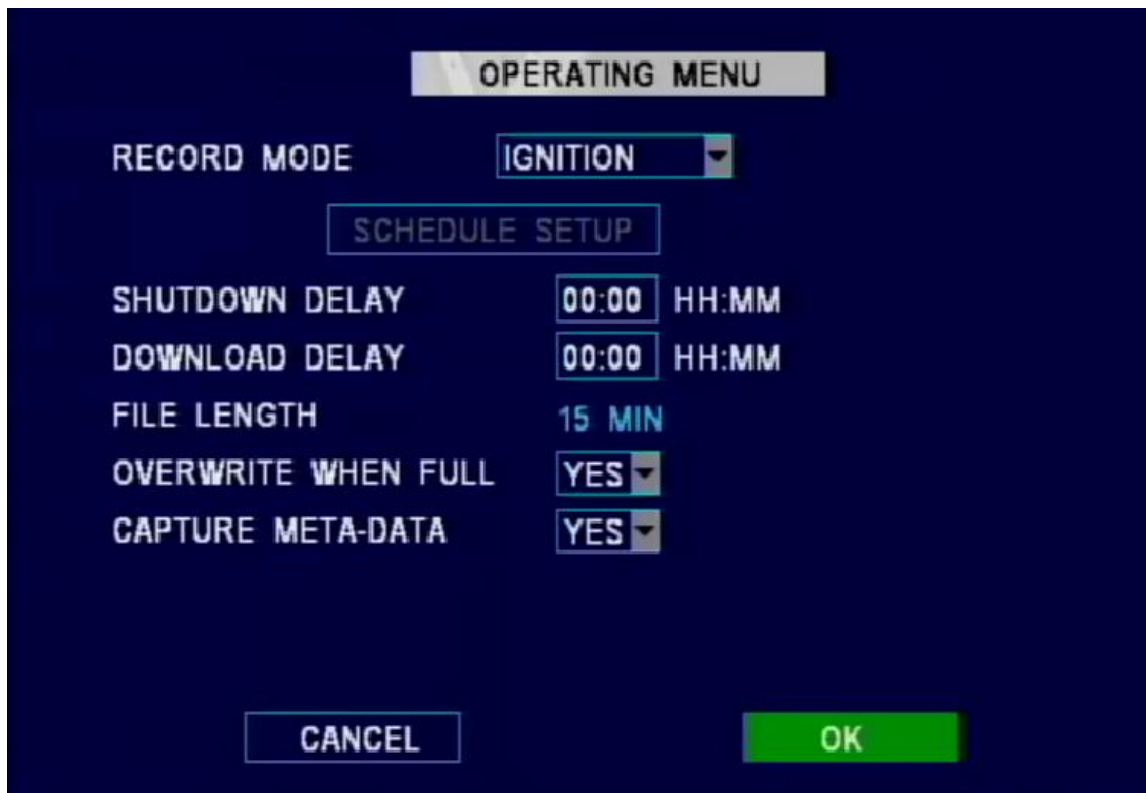 OPERATING MENU
RECORD MODE IGNITION
SCHEDULE SETUP
SHUTDOWN DELAY 00:00 HH:MM
DOWNLOAD DELAY 00:00 HH:MM
FILE LENGTH 15 MIN
OVERWRITE WHEN FULL YES
CAPTURE META-DATA YES
CANCEL OK